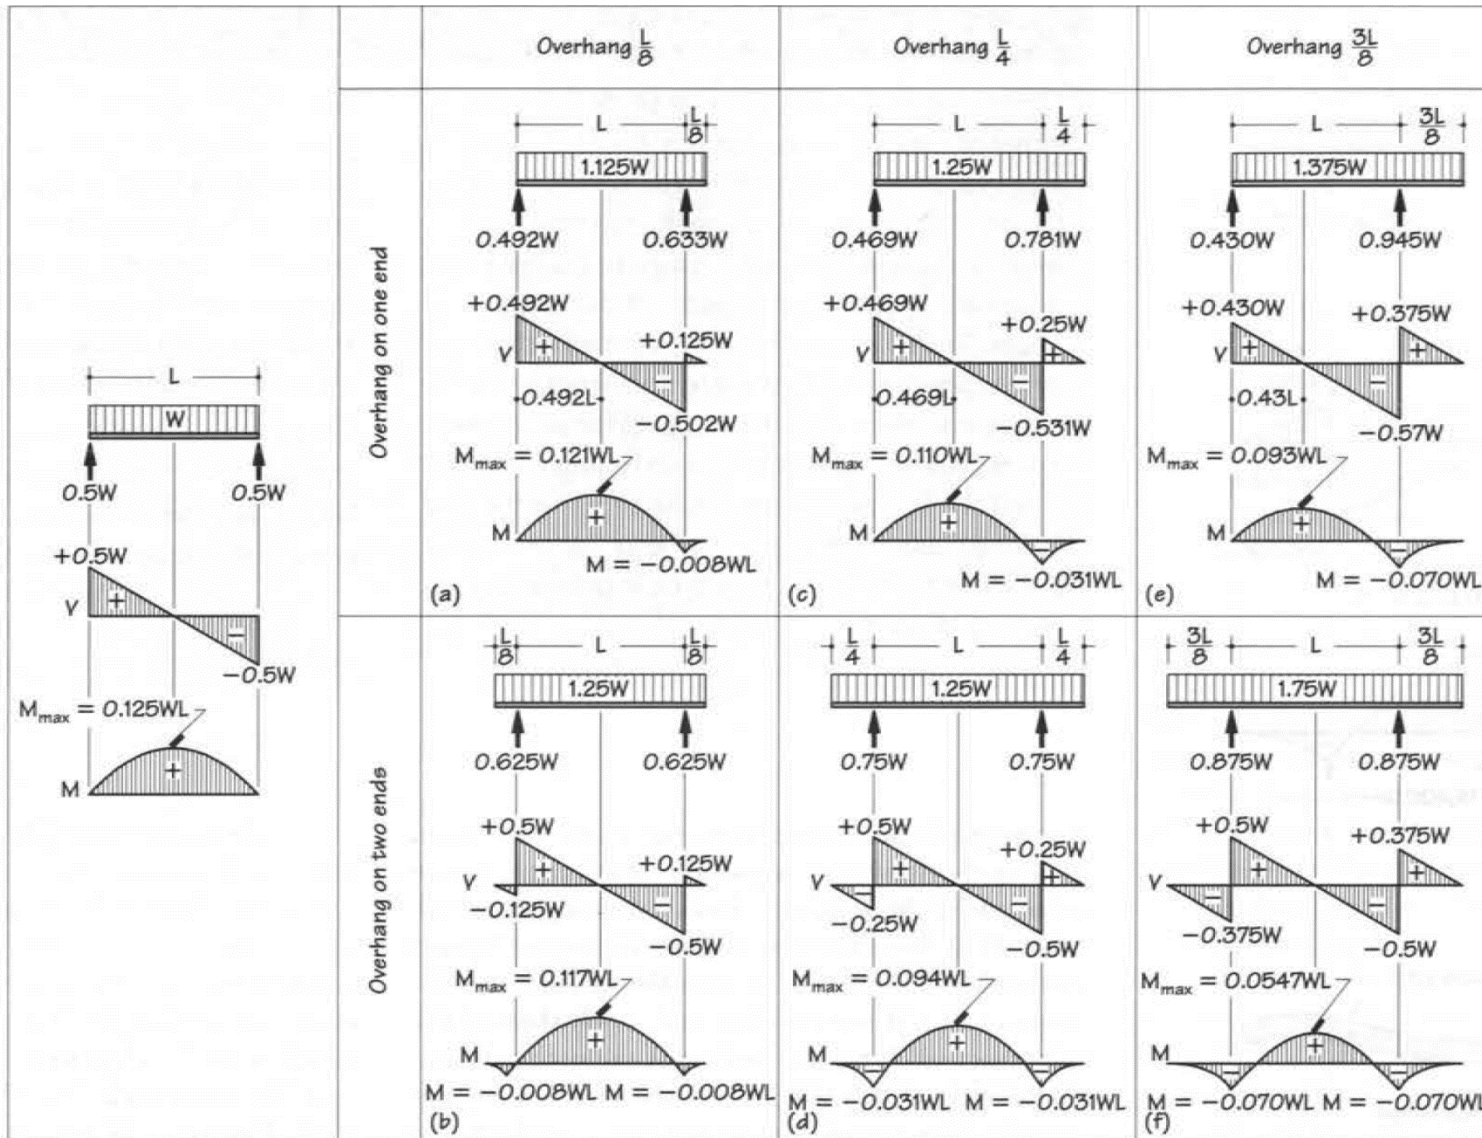 Overhang L/8
Overhang L/4
Overhang 3L/8
Overhang on one end
Overhang on two ends
L
W
0.5W 0.5W
+0.5W
V
+
−
−0.5W
Mmax = 0.125WL
+
M
L L/8
1.125W
0.492W 0.633W
+0.492W
+0.125W
V
+
−
0.492L
−0.502W
Mmax = 0.121WL
+
M
M = −0.008WL
(a)
L L/4
1.25W
0.469W 0.781W
+0.469W
+0.25W
V
+
+
−
0.469L
−0.531W
Mmax = 0.110WL
+
M
−
M = −0.031WL
(c)
L 3L/8
1.375W
0.430W 0.945W
+0.430W
+0.375W
V
+
+
−
0.43L
−0.57W
Mmax = 0.093WL
+
M
−
M = −0.070WL
(e)
L/8 L L/8
1.25W
0.625W 0.625W
+0.5W
+0.125W
V
+
−
−0.125W
−0.5W
Mmax = 0.117WL
+
M
M = −0.008WL M = −0.008WL
(b)
L/4 L L/4
1.25W
0.75W 0.75W
+0.5W
+0.25W
V
−
+
+
−
−0.25W
−0.5W
Mmax = 0.094WL
+
M
− −
M = −0.031WL M = −0.031WL
(d)
3L/8 L 3L/8
1.75W
0.875W 0.875W
+0.5W
+0.375W
V
−
+
+
−
−0.375W
−0.5W
Mmax = 0.0547WL
+
M
− −
M = −0.070WL M = −0.070WL
(f)